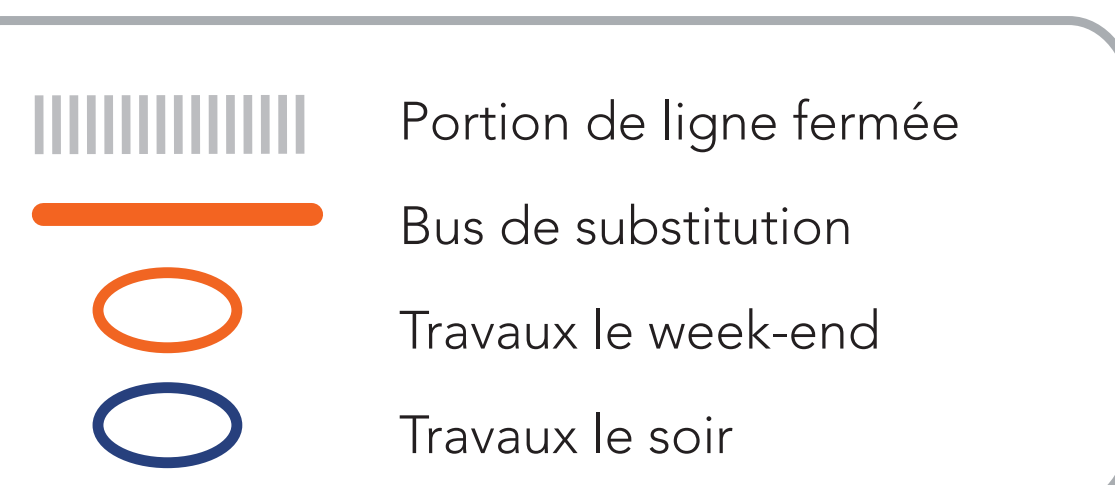 Portion de ligne fermée
Bus de substitution
Travaux le week-end
Travaux le soir